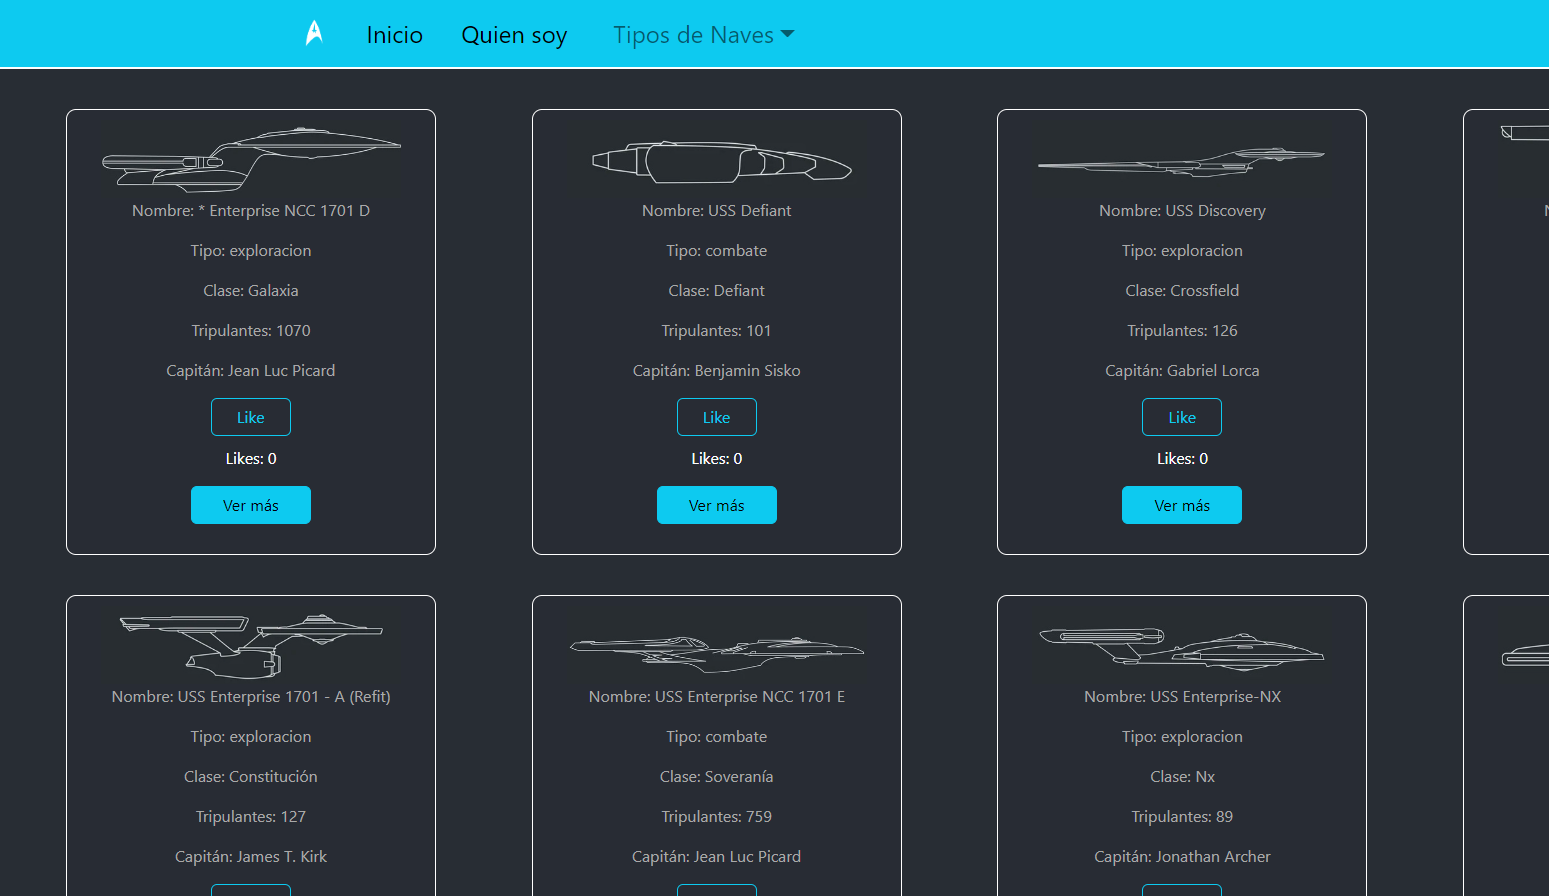 Inicio
Quien soy
Tipos de Naves
Nombre: * Enterprise NCC 1701 D
Tipo: exploracion
Clase: Galaxia
Tripulantes: 1070
Capitán: Jean Luc Picard
Like
Likes: 0
Ver más
Nombre: USS Defiant
Tipo: combate
Clase: Defiant
Tripulantes: 101
Capitán: Benjamin Sisko
Like
Likes: 0
Ver más
Nombre: USS Discovery
Tipo: exploracion
Clase: Crossfield
Tripulantes: 126
Capitán: Gabriel Lorca
Like
Likes: 0
Ver más
Nombre: USS Enterprise 1701 - A (Refit)
Tipo: exploracion
Clase: Constitución
Tripulantes: 127
Capitán: James T. Kirk
Nombre: USS Enterprise NCC 1701 E
Tipo: combate
Clase: Soveranía
Tripulantes: 759
Capitán: Jean Luc Picard
Nombre: USS Enterprise-NX
Tipo: exploracion
Clase: Nx
Tripulantes: 89
Capitán: Jonathan Archer